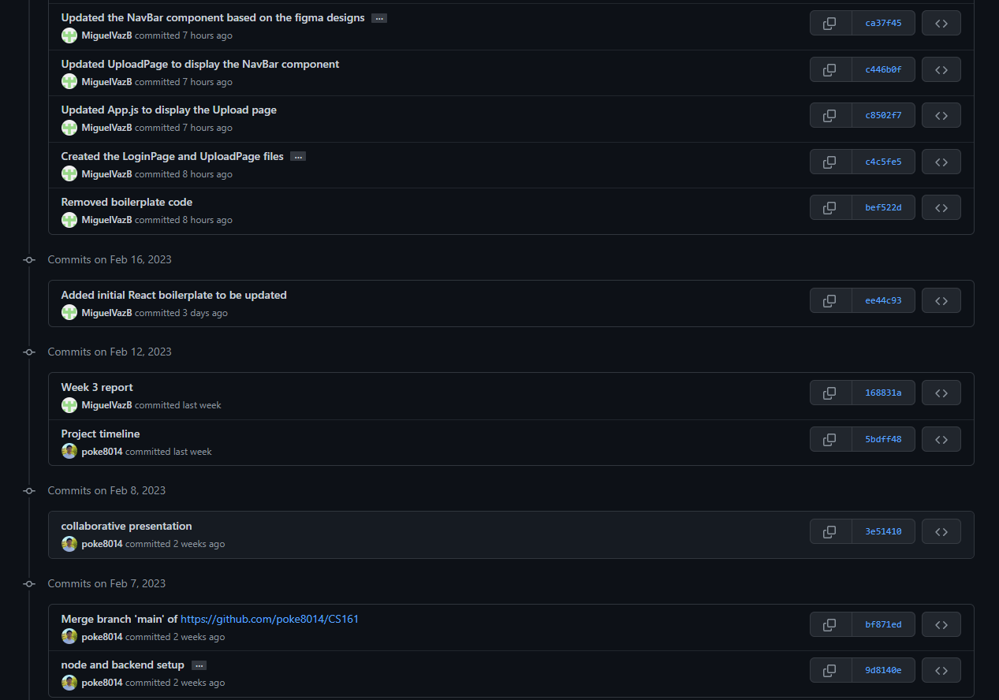 Updated the NavBar component based on the figma designs ...
MiguelVazB committed 7 hours ago
ca37f45
Updated UploadPage to display the NavBar component
MiguelVazB committed 7 hours ago
c446b0f
Updated App.js to display the Upload page
MiguelVazB committed 7 hours ago
c8502f7
Created the LoginPage and UploadPage files ...
MiguelVazB committed 8 hours ago
c4c5fe5
Removed boilerplate code
MiguelVazB committed 8 hours ago
bef522d
Commits on Feb 16, 2023
Added initial React boilerplate to be updated
MiguelVazB committed 3 days ago
ee44c93
Commits on Feb 12, 2023
Week 3 report
MiguelVazB committed last week
168831a
Project timeline
poke8014 committed last week
5bdff48
Commits on Feb 8, 2023
collaborative presentation
poke8014 committed 2 weeks ago
3e51410
Commits on Feb 7, 2023
Merge branch 'main' of https://github.com/poke8014/CS161
poke8014 committed 2 weeks ago
bf871ed
node and backend setup ...
poke8014 committed 2 weeks ago
9d8140e